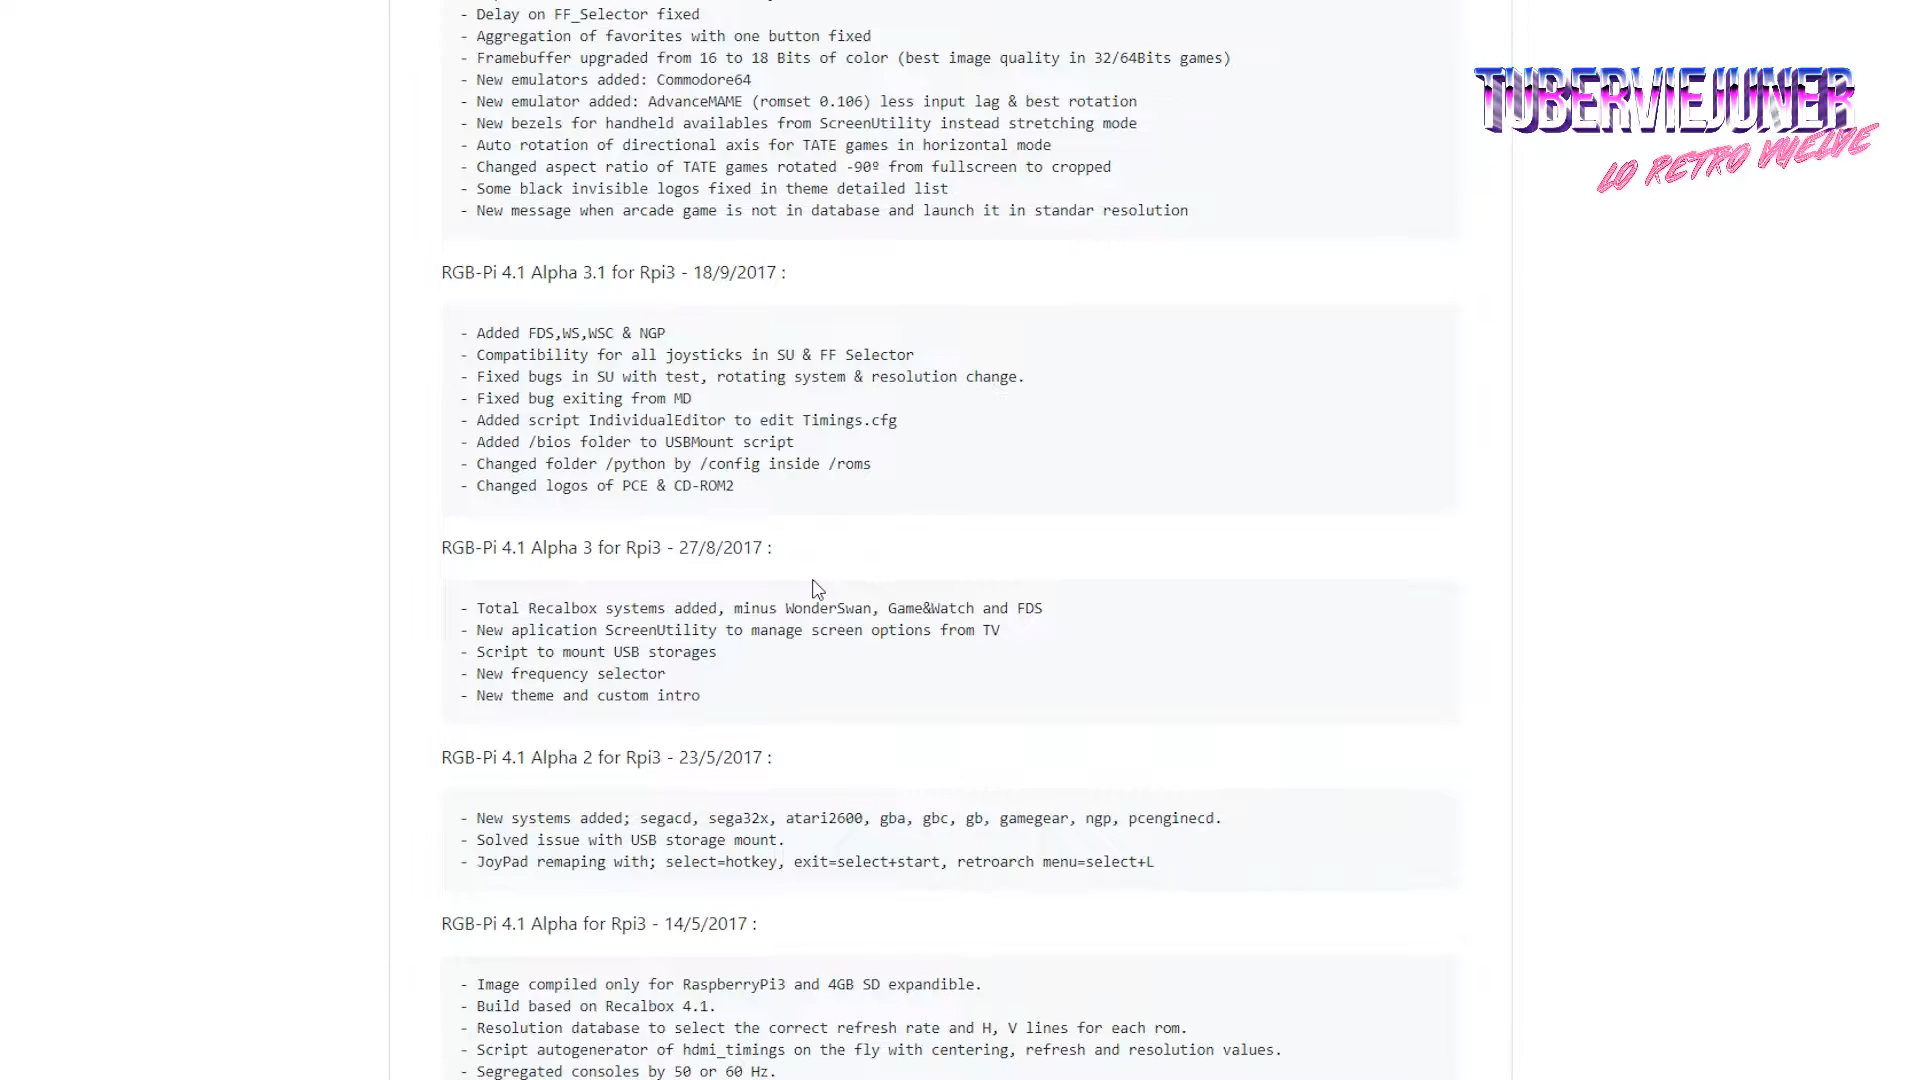 - Delay on FF_Selector fixed
- Aggregation of favorites with one button fixed
- Framebuffer upgraded from 16 to 18 Bits of color (best image quality in 32/64Bits games)
- New emulators added: Commodore64
- New emulator added: AdvanceMAME (romset 0.106) less input lag & best rotation
- New bezels for handheld availables from ScreenUtility instead stretching mode
- Auto rotation of directional axis for TATE games in horizontal mode
- Changed aspect ratio of TATE games rotated -90º from fullscreen to cropped
- Some black invisible logos fixed in theme detailed list
- New message when arcade game is not in database and launch it in standar resolution
TUBERVIEJUNER
LO RETRO VUELVE
RGB-Pi 4.1 Alpha 3.1 for Rpi3 - 18/9/2017 :
- Added FDS,WS,WSC & NGP
- Compatibility for all joysticks in SU & FF Selector
- Fixed bugs in SU with test, rotating system & resolution change.
- Fixed bug exiting from MD
- Added script IndividualEditor to edit Timings.cfg
- Added /bios folder to USBMount script
- Changed folder /python by /config inside /roms
- Changed logos of PCE & CD-ROM2
RGB-Pi 4.1 Alpha 3 for Rpi3 - 27/8/2017 :
- Total Recalbox systems added, minus WonderSwan, Game&Watch and FDS
- New aplication ScreenUtility to manage screen options from TV
- Script to mount USB storages
- New frequency selector
- New theme and custom intro
RGB-Pi 4.1 Alpha 2 for Rpi3 - 23/5/2017 :
- New systems added; segacd, sega32x, atari2600, gba, gbc, gb, gamegear, ngp, pcenginecd.
- Solved issue with USB storage mount.
- JoyPad remaping with; select=hotkey, exit=select+start, retroarch menu=select+L
RGB-Pi 4.1 Alpha for Rpi3 - 14/5/2017 :
- Image compiled only for RaspberryPi3 and 4GB SD expandible.
- Build based on Recalbox 4.1.
- Resolution database to select the correct refresh rate and H, V lines for each rom.
- Script autogenerator of hdmi_timings on the fly with centering, refresh and resolution values.
- Segregated consoles by 50 or 60 Hz.